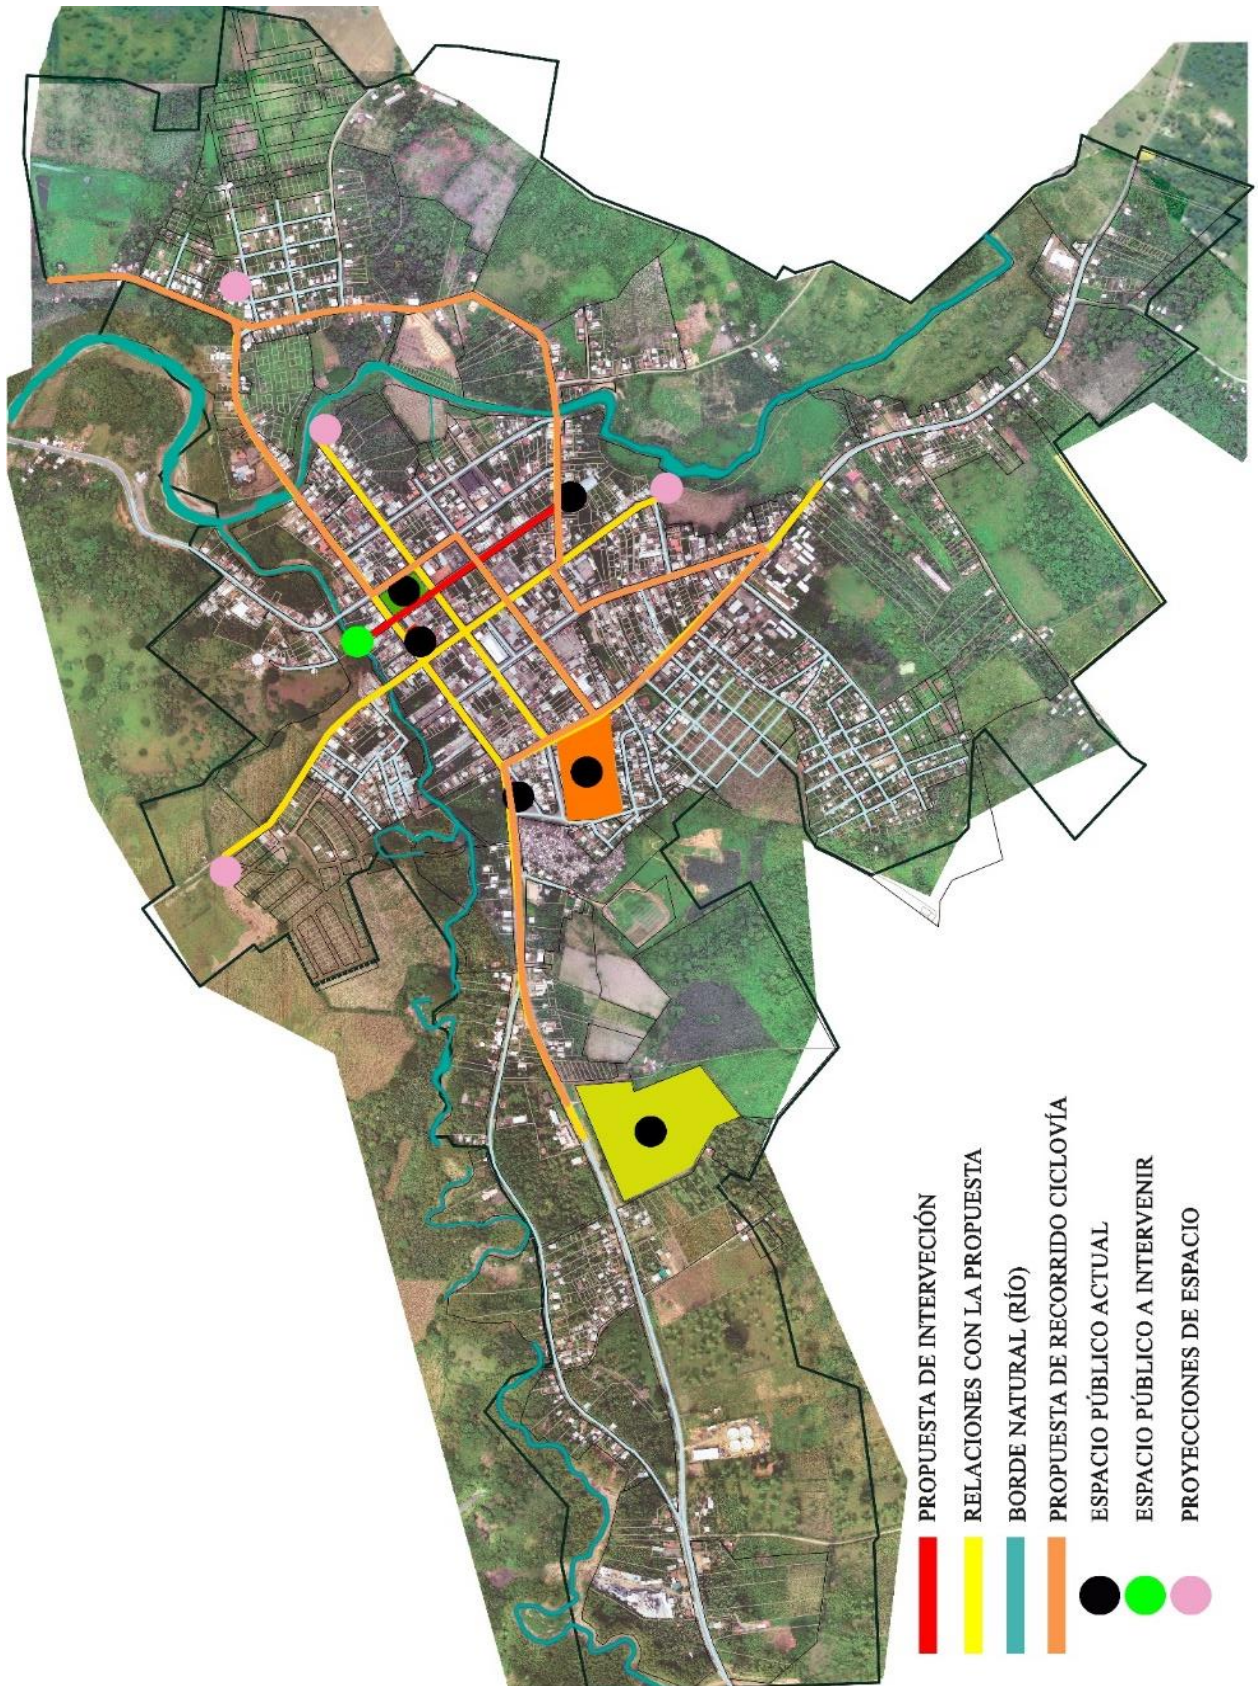 PROPUESTA DE INTERVECIÓN
RELACIONES CON LA PROPUESTA
BORDE NATURAL (RÍO)
PROPUESTA DE RECORRIDO CICLOVÍA
ESPACIO PÚBLICO ACTUAL
ESPACIO PÚBLICO A INTERVENIR
PROYECCIONES DE ESPACIO